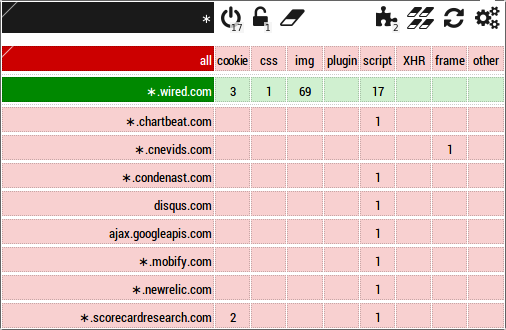 ∗ 17 1 2
all cookie css img plugin script XHR frame other
∗.wired.com 3 1 69 17
∗.chartbeat.com 1
∗.cnevids.com 1
∗.condenast.com 1
disqus.com 1
ajax.googleapis.com 1
∗.mobify.com 1
∗.newrelic.com 1
∗.scorecardresearch.com 2 1